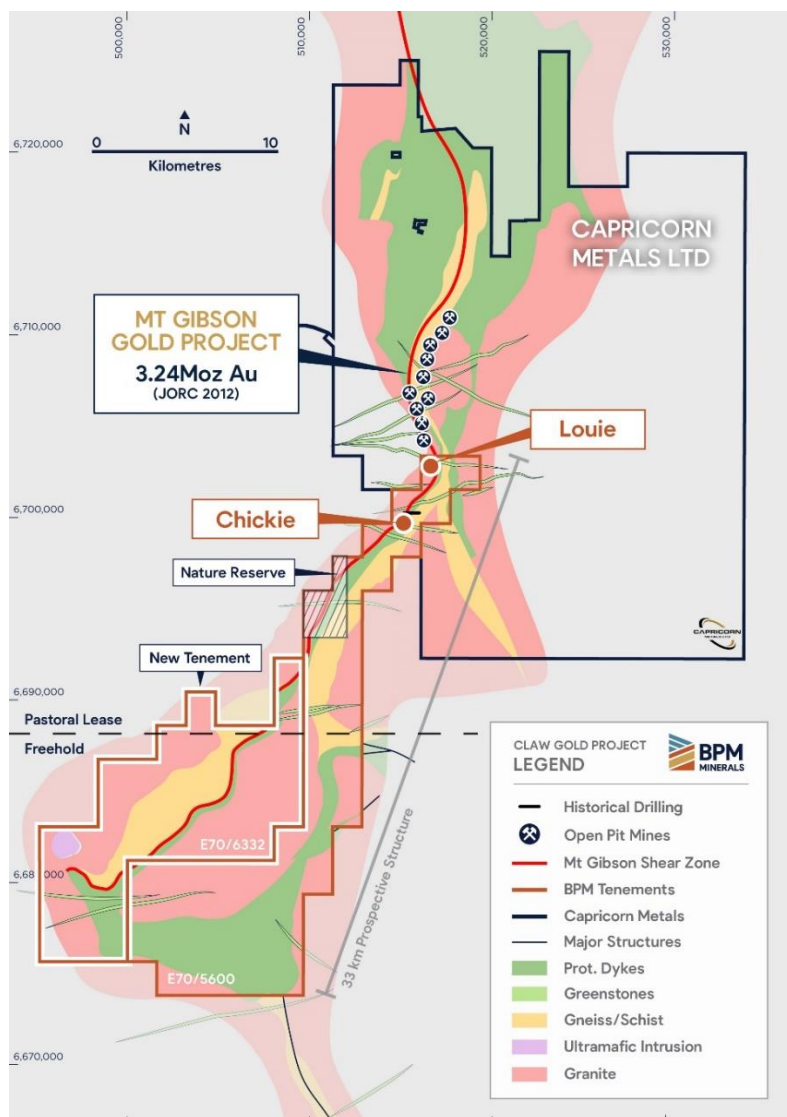 500,000
510,000
520,000
530,000
6,720,000
N
0
10
Kilometres
CAPRICORN
METALS LTD
6,710,000
MT GIBSON
GOLD PROJECT
3.24Moz Au
(JORC 2012)
Louie
6,700,000
Chickie
Nature Reserve
CAPRICORN
New Tenement
6,690,000
Pastoral Lease
Freehold
33 km Prospective Structure
E70/6332
E70/5600
6,670,000
CLAW GOLD PROJECT
LEGEND
BPM
MINERALS
Historical Drilling
Open Pit Mines
Mt Gibson Shear Zone
BPM Tenements
Capricorn Metals
Major Structures
Prot. Dykes
Greenstones
Gneiss/Schist
Ultramafic Intrusion
Granite